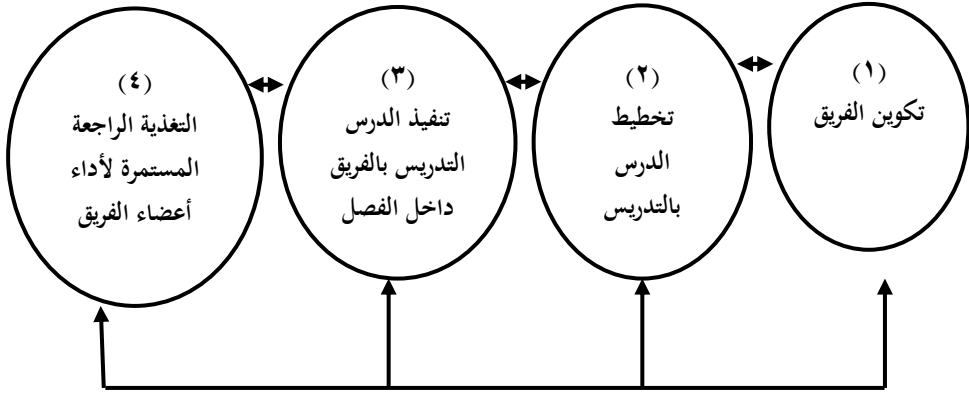 (١)
تكوين الفريق
(٢)
تخطيط
الدرس
بالتدريس
(٣)
تنفيذ الدرس
التدريس بالفريق
داخل الفصل
(٤)
التغذية الراجعة
المستمرة لأداء
أعضاء الفريق